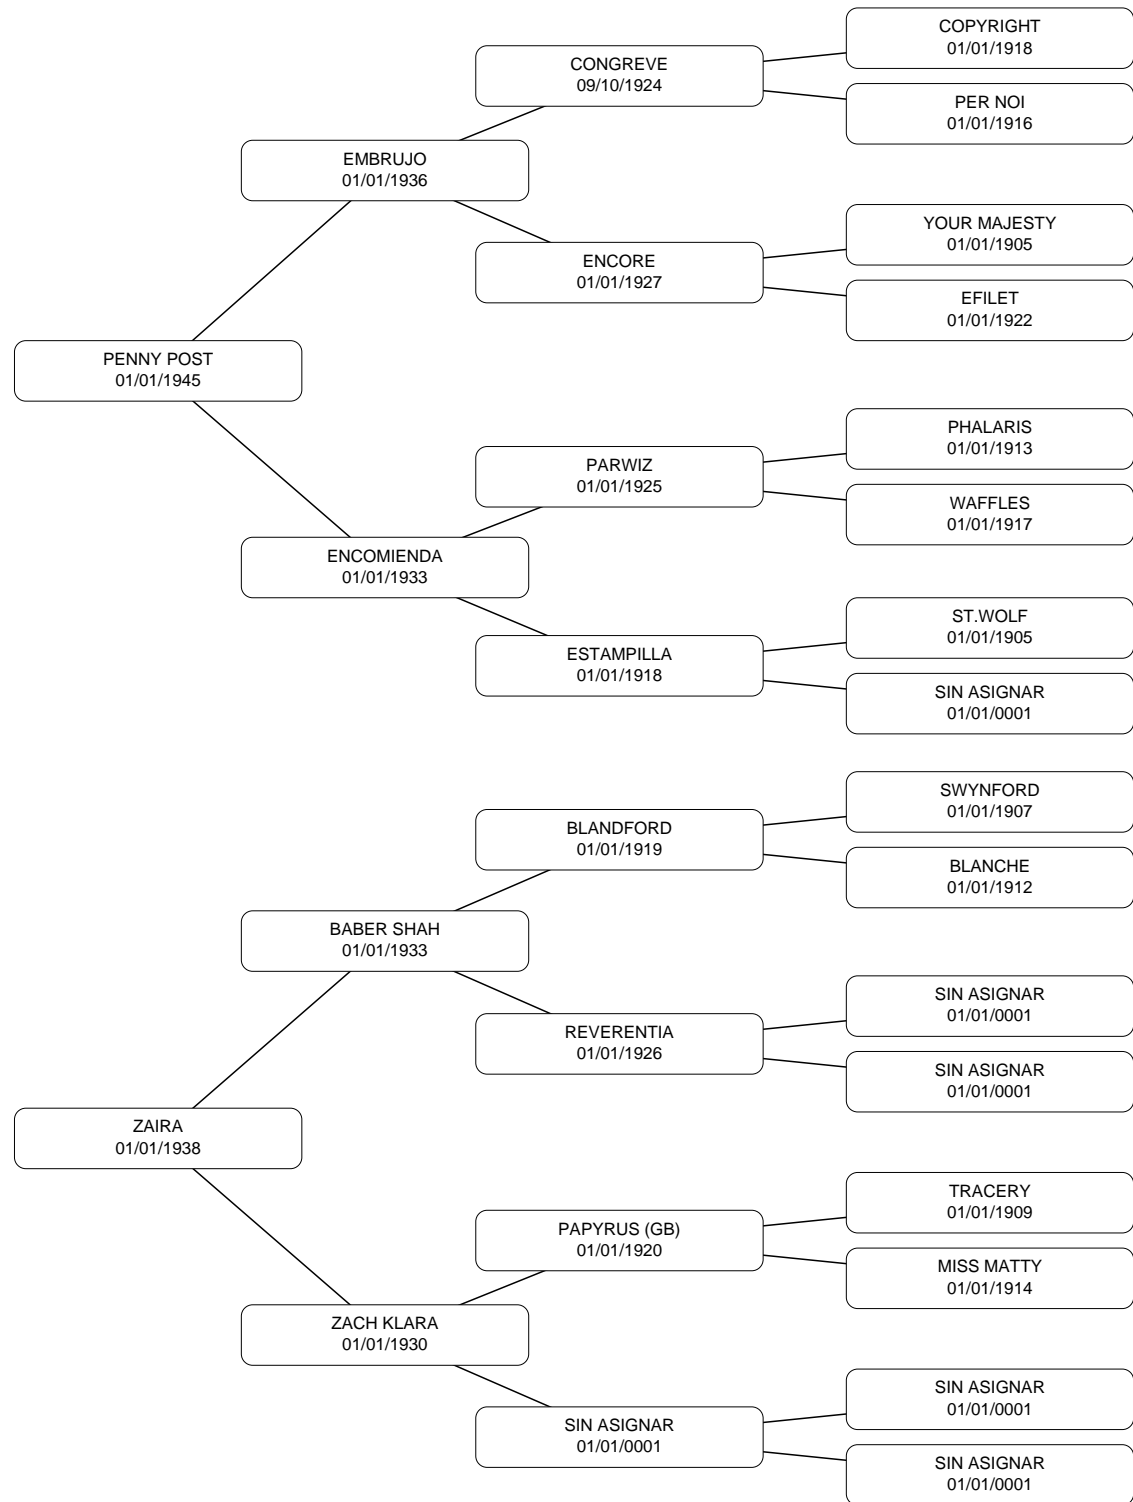 COPYRIGHT
01/01/1918
CONGREVE
09/10/1924
PER NOI
01/01/1916
EMBRUJO
01/01/1936
YOUR MAJESTY
01/01/1905
ENCORE
01/01/1927
EFILET
01/01/1922
PENNY POST
01/01/1945
PHALARIS
01/01/1913
PARWIZ
01/01/1925
WAFFLES
01/01/1917
ENCOMIENDA
01/01/1933
ST.WOLF
01/01/1905
ESTAMPILLA
01/01/1918
SIN ASIGNAR
01/01/0001
SWYNFORD
01/01/1907
BLANDFORD
01/01/1919
BLANCHE
01/01/1912
BABER SHAH
01/01/1933
SIN ASIGNAR
01/01/0001
REVERENTIA
01/01/1926
SIN ASIGNAR
01/01/0001
ZAIRA
01/01/1938
TRACERY
01/01/1909
PAPYRUS (GB)
01/01/1920
MISS MATTY
01/01/1914
ZACH KLARA
01/01/1930
SIN ASIGNAR
01/01/0001
SIN ASIGNAR
01/01/0001
SIN ASIGNAR
01/01/0001